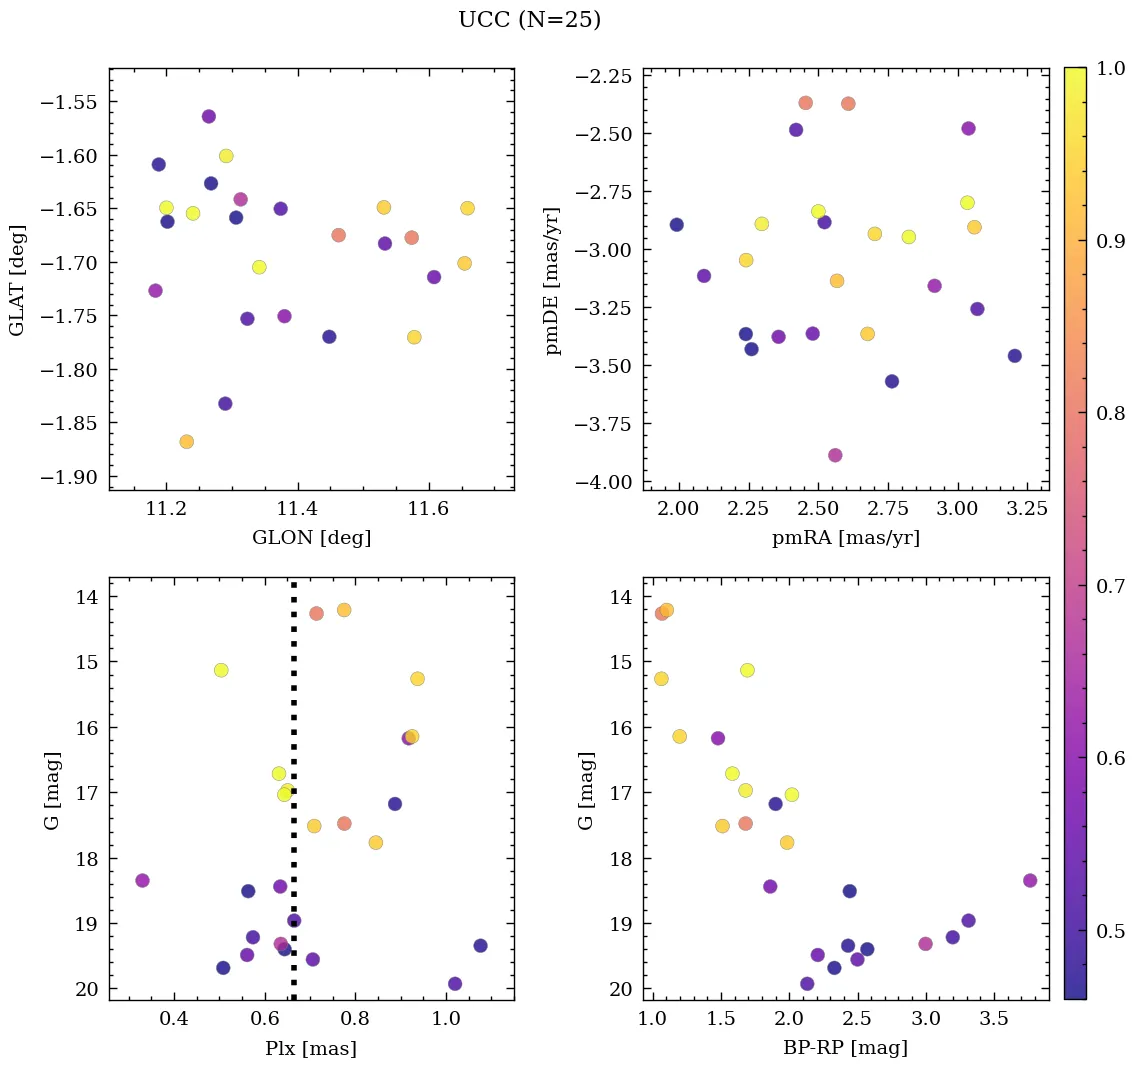 UCC (N=25)
−1.55
−1.60
−1.65
−1.70
−1.75
−1.80
−1.85
−1.90
GLAT [deg]
11.2 11.4 11.6
GLON [deg]
−2.25
−2.50
−2.75
−3.00
−3.25
−3.50
−3.75
−4.00
pmDE [mas/yr]
2.00 2.25 2.50 2.75 3.00 3.25
pmRA [mas/yr]
14
15
16
17
18
19
20
G [mag]
0.4 0.6 0.8 1.0
Plx [mas]
14
15
16
17
18
19
20
G [mag]
1.0 1.5 2.0 2.5 3.0 3.5
BP-RP [mag]
1.0
0.9
0.8
0.7
0.6
0.5